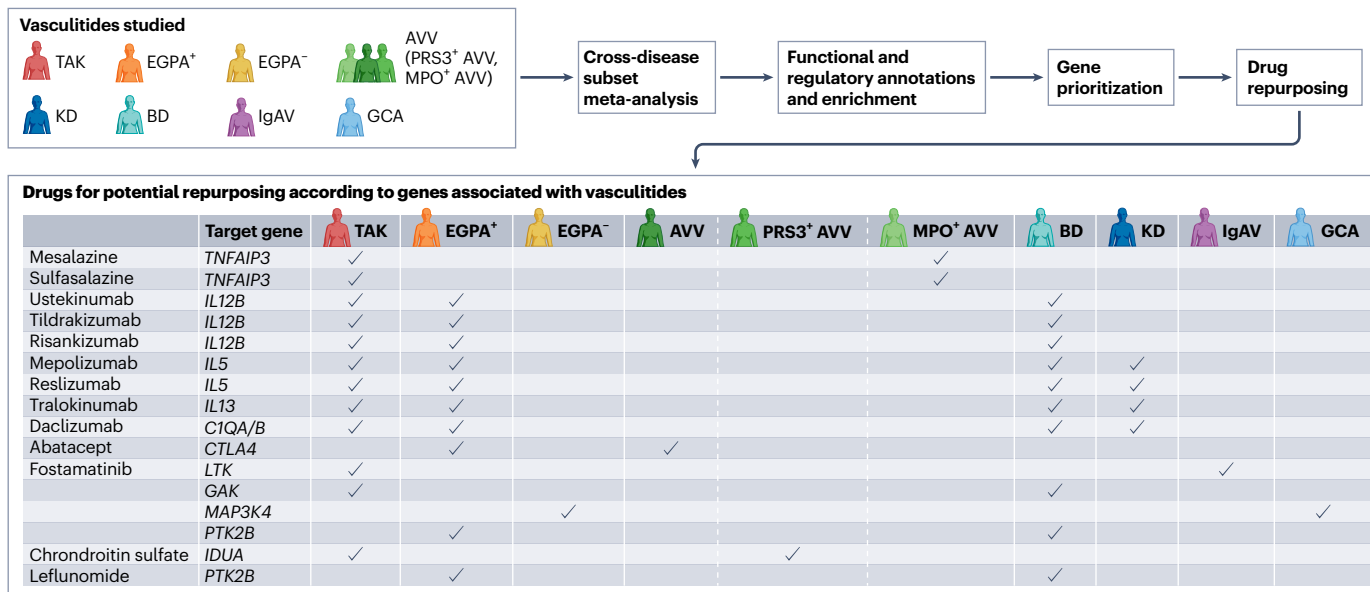 Vasculitides studied
TAK
EGPA⁺
EGPA⁻
AVV
(PRS3⁺ AVV,
MPO⁺ AVV)
KD
BD
IgAV
GCA
Cross-disease
subset
meta-analysis
Functional and
regulatory annotations
and enrichment
Gene
prioritization
Drug
repurposing
Drugs for potential repurposing according to genes associated with vasculitides
Target gene TAK EGPA⁺ EGPA⁻ AVV PRS3⁺ AVV MPO⁺ AVV BD KD IgAV GCA
Mesalazine TNFAIP3 ✓ ✓
Sulfasalazine TNFAIP3 ✓ ✓
Ustekinumab IL12B ✓ ✓ ✓
Tildrakizumab IL12B ✓ ✓ ✓
Risankizumab IL12B ✓ ✓ ✓
Mepolizumab IL5 ✓ ✓ ✓ ✓
Reslizumab IL5 ✓ ✓ ✓ ✓
Tralokinumab IL13 ✓ ✓ ✓ ✓
Daclizumab C1QA/B ✓ ✓ ✓ ✓
Abatacept CTLA4 ✓ ✓
Fostamatinib LTK ✓ ✓
GAK ✓ ✓
MAP3K4 ✓ ✓
PTK2B ✓ ✓
Chrondroitin sulfate IDUA ✓ ✓
Leflunomide PTK2B ✓ ✓